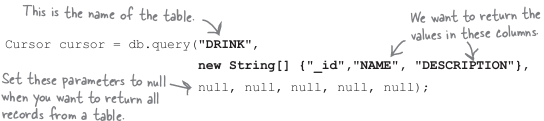 This is the name of the table.
We want to return the
values in these columns.
Cursor cursor = db.query("DRINK",
new String[] {"_id","NAME", "DESCRIPTION"},
Set these parameters to null
when you want to return all
records from a table.
null, null, null, null, null);